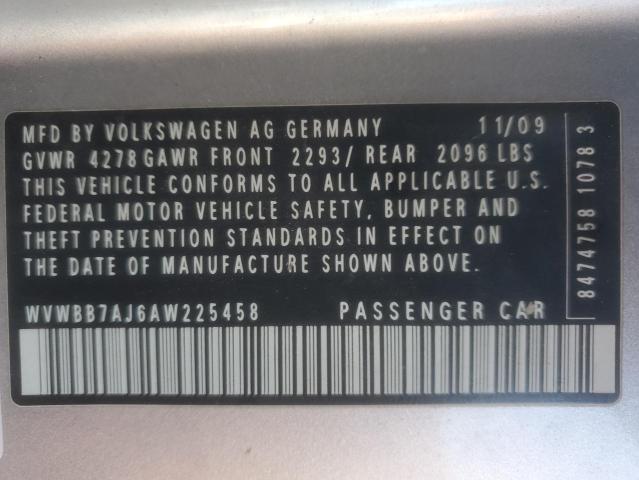 MFD BY VOLKSWAGEN AG GERMANY 11/09
GVWR 4278 GAWR FRONT 2293/ REAR 2096 LBS
THIS VEHICLE CONFORMS TO ALL APPLICABLE U.S.
FEDERAL MOTOR VEHICLE SAFETY, BUMPER AND
THEFT PREVENTION STANDARDS IN EFFECT ON
THE DATE OF MANUFACTURE SHOWN ABOVE.
WVWBB7AJ6AW225458 PASSENGER CAR
8474758 1078 3